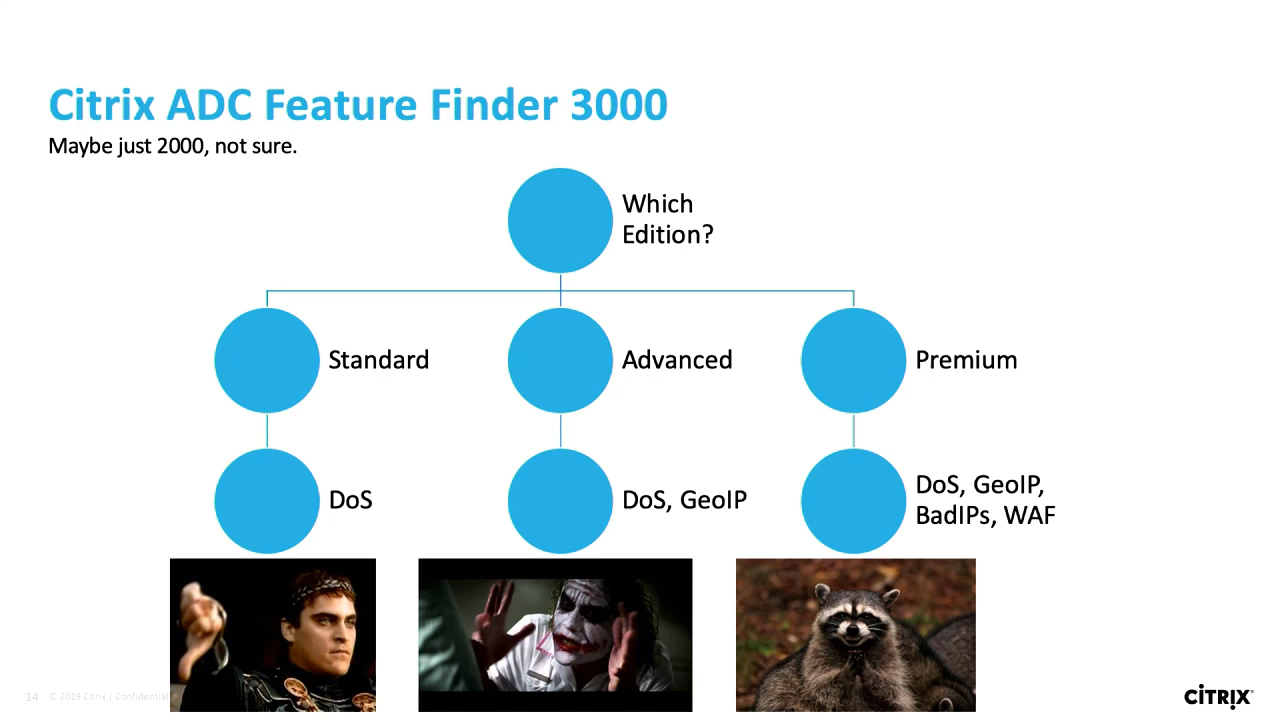 Citrix ADC Feature Finder 3000
Maybe just 2000, not sure.
Which
Edition?
Standard
Advanced
Premium
DoS
DoS, GeoIP
DoS, GeoIP,
BadIPs, WAF
14 © 2019 Citrix | Confidential
CITRIX